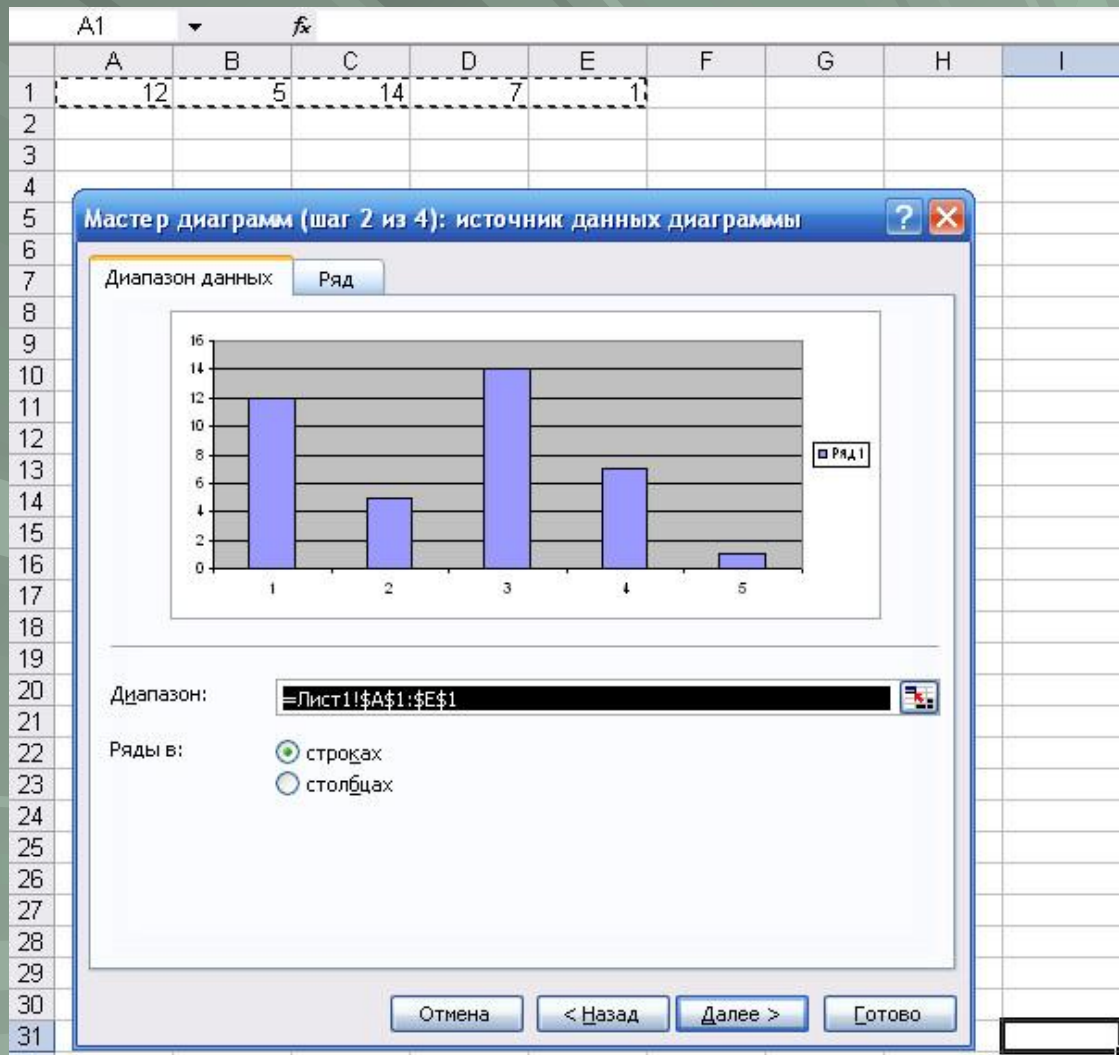 A1 fx
A B C D E F G H I
1 12 5 14 7 1
2
3
4
5 Мастер диаграмм (шаг 2 из 4): источник данных диаграммы
6
7 Диапазон данных Ряд
8
9 16
10 14
11 12
12 10
13 8 Ряд 1
14 6
15 4
16 2
0
17 1 2 3 4 5
18
19
20 Диапазон: =Лист1!$A$1:$E$1
21
22 Ряды в: строках
23 столбцах
24
25
26
27
28
29
30 Отмена < Назад Далее > Готово
31